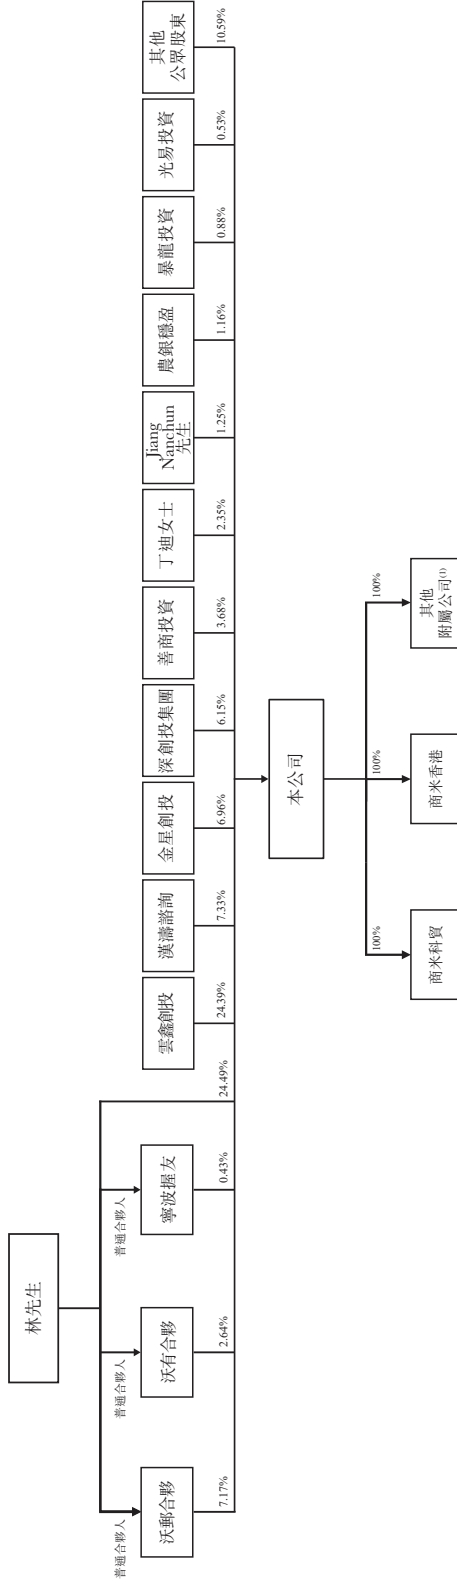 林先生
普通合夥人
普通合夥人
普通合夥人
沃郵合夥
沃有合夥
寧波握友
雲鑫創投
漢濤諮詢
金星創投
深創投集團
善商投資
丁迪女士
Jiang
Nanchun
先生
農銀穩盈
暴龍投資
光易投資
其他
公眾股東
7.17%
2.64%
0.43%
24.49%
24.39%
7.33%
6.96%
6.15%
3.68%
2.35%
1.25%
1.16%
0.88%
0.53%
10.59%
本公司
100%
100%
100%
商米科貿
商米香港
其他
附屬公司(1)